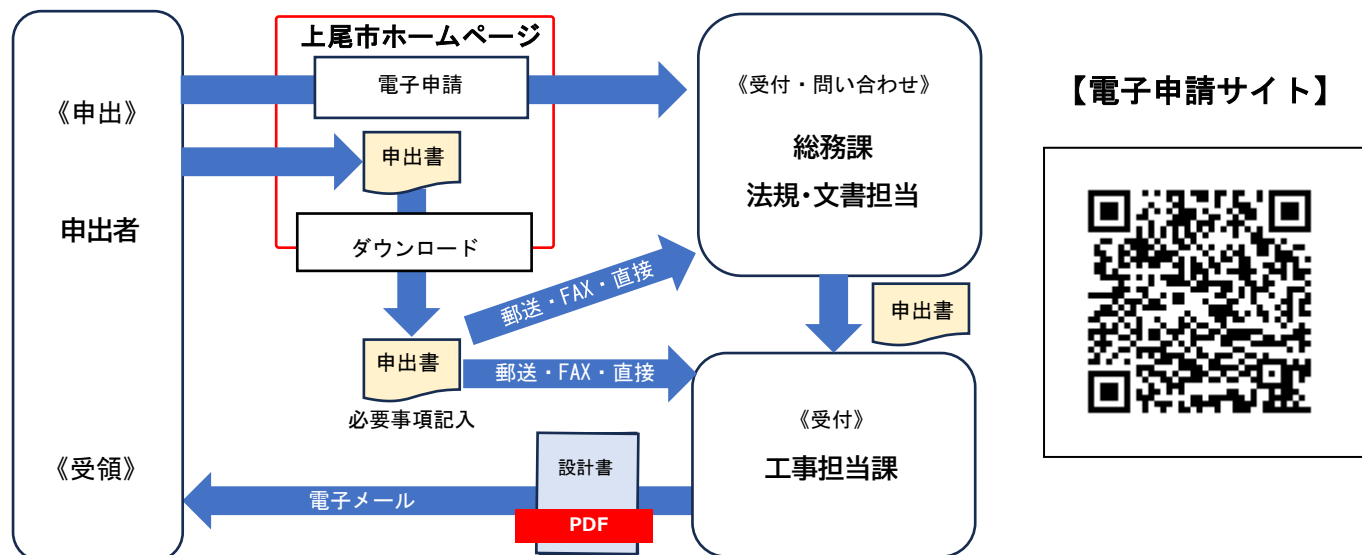 上尾市ホームページ
電子申請
《申出》
申出書
申出者
ダウンロード
郵送・FAX・直接
申出書
郵送・FAX・直接
必要事項記入
《受付・問い合わせ》
総務課
法規・文書担当
申出書
《受付》
工事担当課
設計書
PDF
電子メール
《受領》
【電子申請サイト】